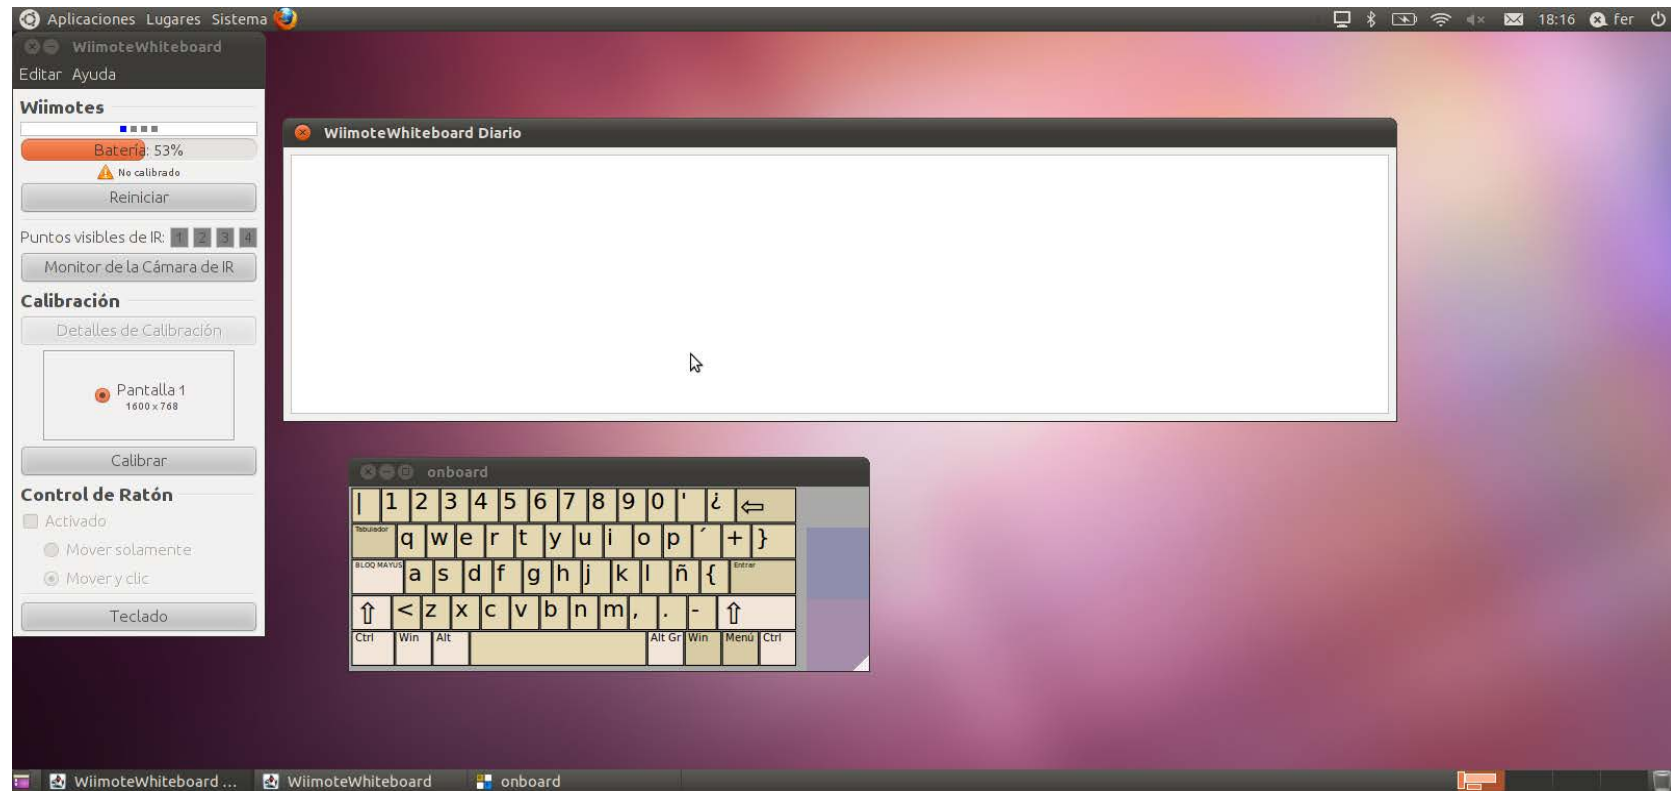 Aplicaciones Lugares Sistema
18:16 fer
WiimoteWhiteboard
Editar Ayuda
Wiimotes
Batería: 53%
No calibrado
Reiniciar
Puntos visibles de IR: 1 2 3 4
Monitor de la Cámara de IR
Calibración
Detalles de Calibración
Pantalla 1
1600 x 768
Calibrar
Control de Ratón
Activado
Mover solamente
Mover y clic
Teclado
WiimoteWhiteboard Diario
onboard
| 1 2 3 4 5 6 7 8 9 0 ' ¿ ⇦
Tabulador q w e r t y u i o p ´ + }
BLOQ MAYUS a s d f g h j k l ñ { Entrar
⇧ < z x c v b n m , . - ⇧
Ctrl Win Alt Alt Gr Win Menú Ctrl
WiimoteWhiteboard ... WiimoteWhiteboard onboard